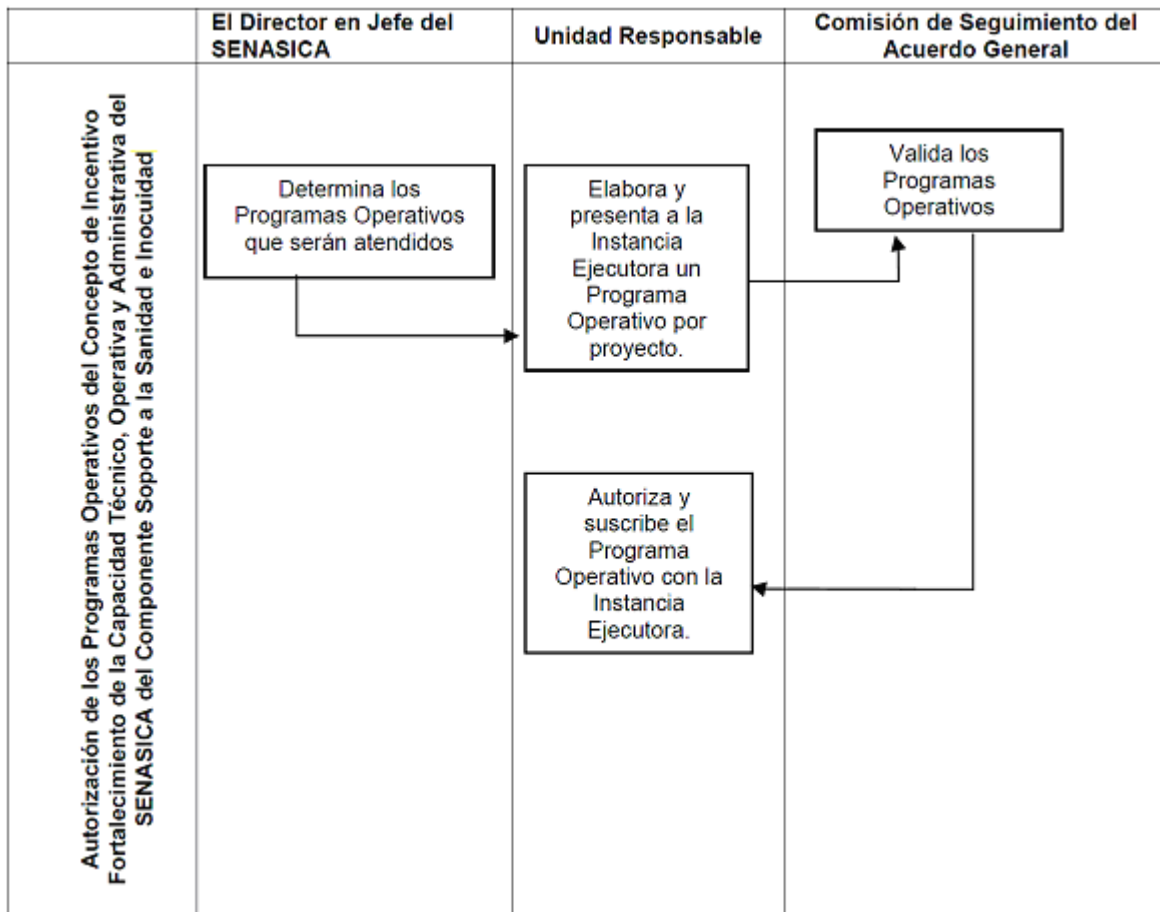 El Director en Jefe del
SENASICA
Unidad Responsable
Comisión de Seguimiento del
Acuerdo General
Autorización de los Programas Operativos del Concepto de Incentivo
Fortalecimiento de la Capacidad Técnico, Operativa y Administrativa del
SENASICA del Componente Soporte a la Sanidad e Inocuidad
Determina los
Programas Operativos
que serán atendidos
Elabora y
presenta a la
Instancia
Ejecutora un
Programa
Operativo por
proyecto.
Valida los
Programas
Operativos
Autoriza y
suscribe el
Programa
Operativo con la
Instancia
Ejecutora.